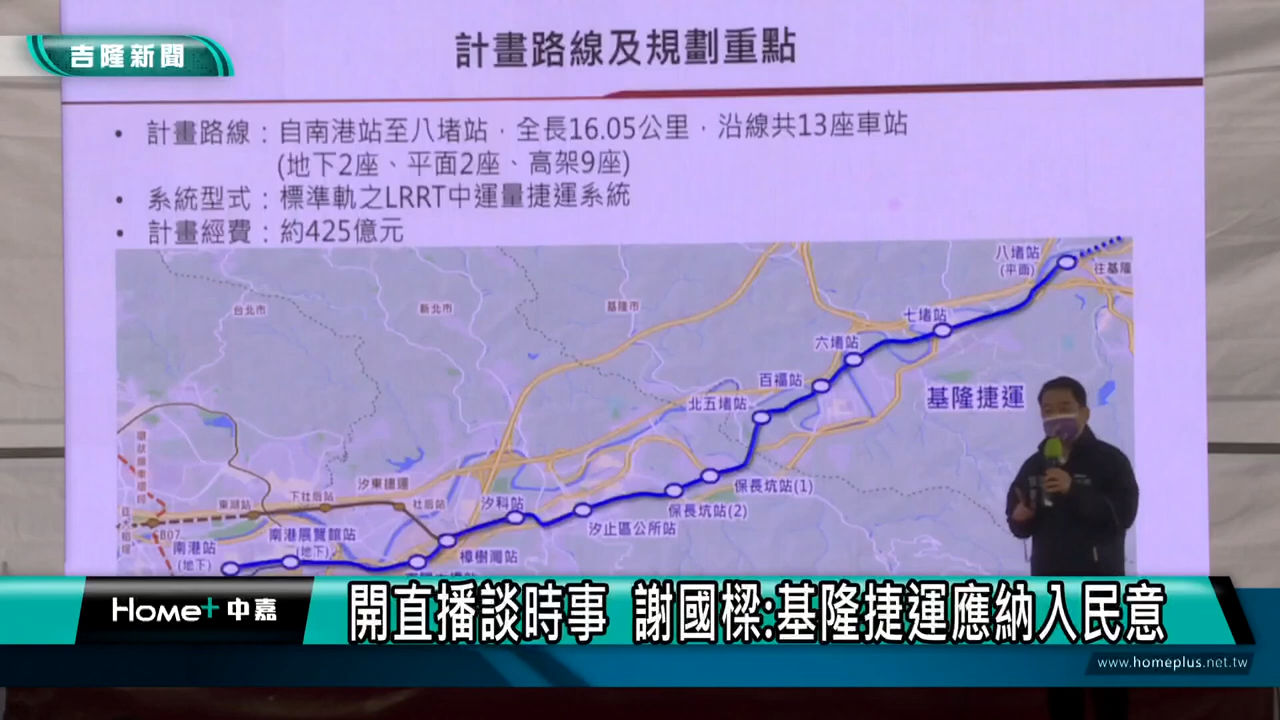 吉隆新聞
計畫路線及規劃重點
• 計畫路線：自南港站至八堵站，全長16.05公里，沿線共13座車站
(地下2座、平面2座、高架9座)
• 系統型式：標準軌之LRRT中運量捷運系統
• 計畫經費：約425億元
八堵站
(平面)
往基隆
台北市
新北市
基隆市
七堵站
六堵站
百福站
北五堵站
基隆捷運
保長坑站(1)
保長坑站(2)
汐東捷運
東湖站
下社后站
社后站
汐科站
汐止區公所站
B07
南港展覽館站
(地下)
南港站
(地下)
樟樹灣站
Home+ 中嘉
開直播談時事 謝國樑:基隆捷運應納入民意
www.homeplus.net.tw